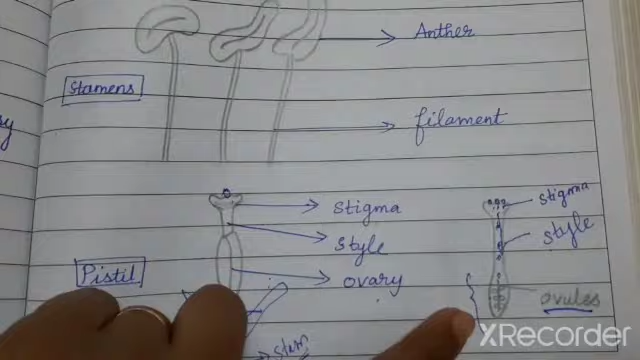 Anther
Stamens
filament
stigma
style
ovary
Pistil
stigma
style
ovules
XRecorder